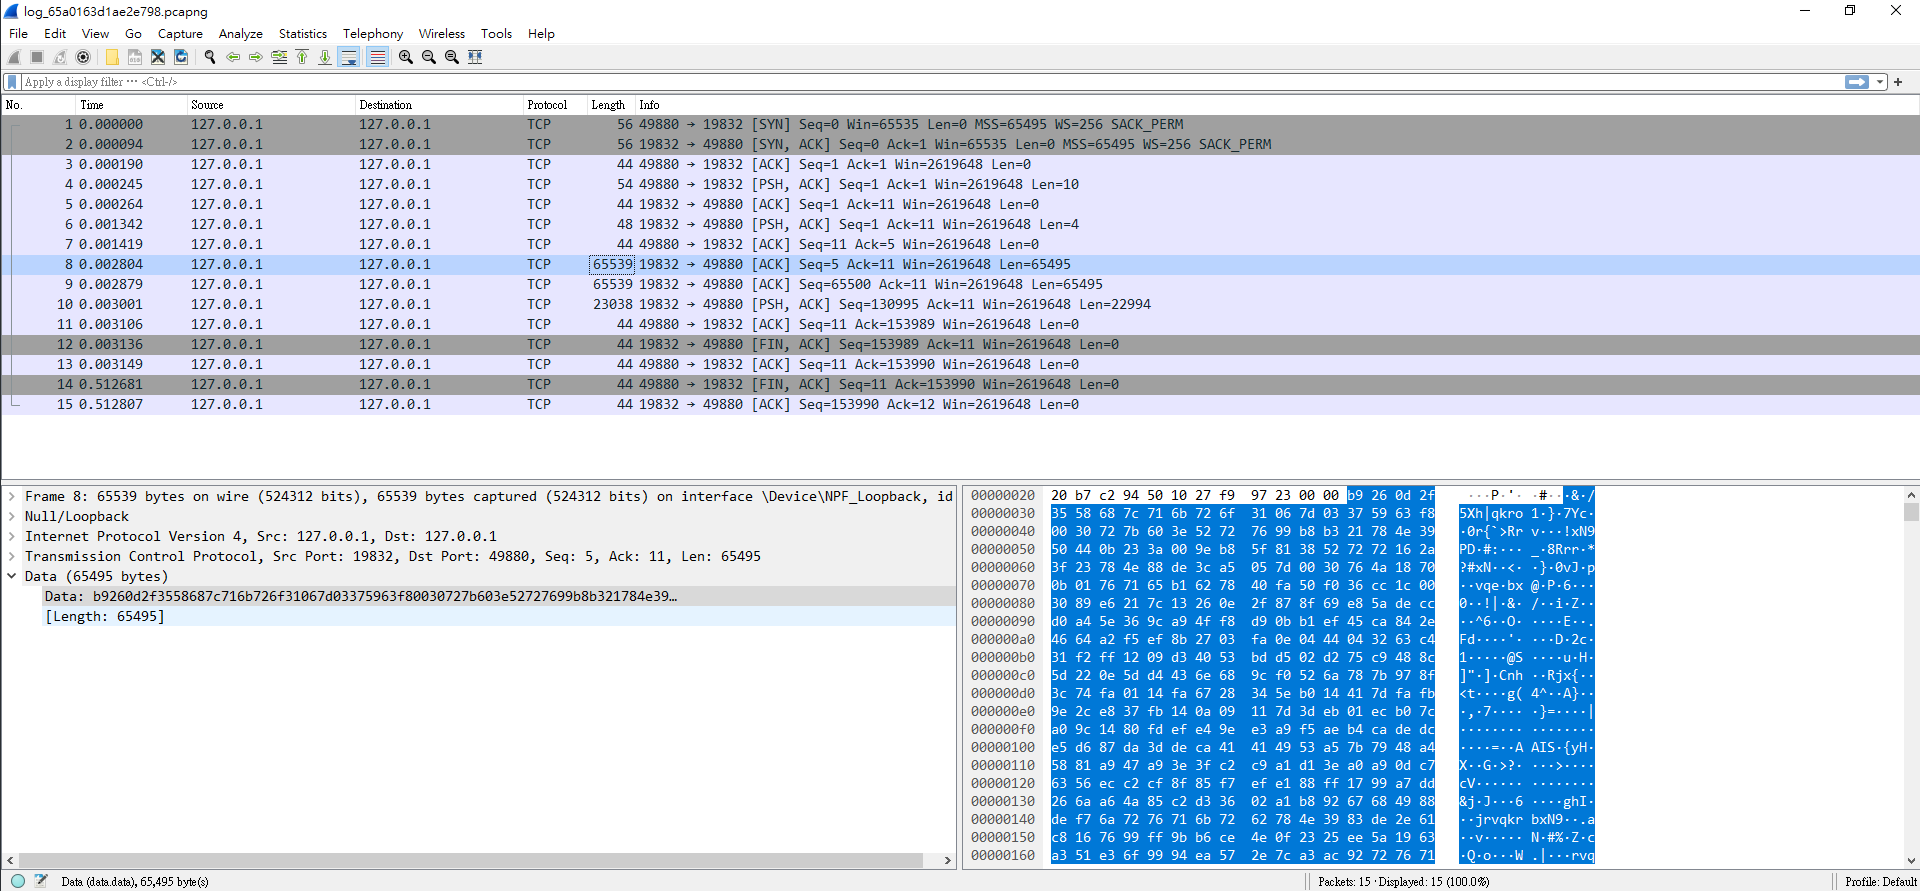 log_65a0163d1ae2e798.pcapng
File Edit View Go Capture Analyze Statistics Telephony Wireless Tools Help
Apply a display filter … <Ctrl-/>
No. Time Source Destination Protocol Length Info
1 0.000000 127.0.0.1 127.0.0.1 TCP 56 49880 → 19832 [SYN] Seq=0 Win=65535 Len=0 MSS=65495 WS=256 SACK_PERM
2 0.000094 127.0.0.1 127.0.0.1 TCP 56 19832 → 49880 [SYN, ACK] Seq=0 Ack=1 Win=65535 Len=0 MSS=65495 WS=256 SACK_PERM
3 0.000190 127.0.0.1 127.0.0.1 TCP 44 49880 → 19832 [ACK] Seq=1 Ack=1 Win=2619648 Len=0
4 0.000245 127.0.0.1 127.0.0.1 TCP 54 49880 → 19832 [PSH, ACK] Seq=1 Ack=1 Win=2619648 Len=10
5 0.000264 127.0.0.1 127.0.0.1 TCP 44 19832 → 49880 [ACK] Seq=1 Ack=11 Win=2619648 Len=0
6 0.001342 127.0.0.1 127.0.0.1 TCP 48 19832 → 49880 [PSH, ACK] Seq=1 Ack=11 Win=2619648 Len=4
7 0.001419 127.0.0.1 127.0.0.1 TCP 44 49880 → 19832 [ACK] Seq=11 Ack=5 Win=2619648 Len=0
8 0.002804 127.0.0.1 127.0.0.1 TCP 65539 19832 → 49880 [ACK] Seq=5 Ack=11 Win=2619648 Len=65495
9 0.002879 127.0.0.1 127.0.0.1 TCP 65539 19832 → 49880 [ACK] Seq=65500 Ack=11 Win=2619648 Len=65495
10 0.003001 127.0.0.1 127.0.0.1 TCP 23038 19832 → 49880 [PSH, ACK] Seq=130995 Ack=11 Win=2619648 Len=22994
11 0.003106 127.0.0.1 127.0.0.1 TCP 44 49880 → 19832 [ACK] Seq=11 Ack=153989 Win=2619648 Len=0
12 0.003136 127.0.0.1 127.0.0.1 TCP 44 19832 → 49880 [FIN, ACK] Seq=153989 Ack=11 Win=2619648 Len=0
13 0.003149 127.0.0.1 127.0.0.1 TCP 44 49880 → 19832 [ACK] Seq=11 Ack=153990 Win=2619648 Len=0
14 0.512681 127.0.0.1 127.0.0.1 TCP 44 49880 → 19832 [FIN, ACK] Seq=11 Ack=153990 Win=2619648 Len=0
15 0.512807 127.0.0.1 127.0.0.1 TCP 44 19832 → 49880 [ACK] Seq=153990 Ack=12 Win=2619648 Len=0
Frame 8: 65539 bytes on wire (524312 bits), 65539 bytes captured (524312 bits) on interface \Device\NPF_Loopback, id
Null/Loopback
Internet Protocol Version 4, Src: 127.0.0.1, Dst: 127.0.0.1
Transmission Control Protocol, Src Port: 19832, Dst Port: 49880, Seq: 5, Ack: 11, Len: 65495
Data (65495 bytes)
Data: b9260d2f3558687c716b726f31067d03375963f80030727b603e52727699b8b321784e39…
[Length: 65495]
00000020 20 b7 c2 94 50 10 27 f9 97 23 00 00 b9 26 0d 2f ···P·'· ·#···&·/
00000030 35 58 68 7c 71 6b 72 6f 31 06 7d 03 37 59 63 f8 5Xh|qkro 1·}·7Yc·
00000040 00 30 72 7b 60 3e 52 72 76 99 b8 b3 21 78 4e 39 ·0r{`>Rr v···!xN9
00000050 50 44 0b 23 3a 00 9e b8 5f 81 38 52 72 72 16 2a PD·#:··· _·8Rrr·*
00000060 3f 23 78 4e 88 de 3c a5 05 7d 00 30 76 4a 18 70 ?#xN··<· ·}·0vJ·p
00000070 0b 01 76 71 65 b1 62 78 40 fa 50 f0 36 cc 1c 00 ··vqe·bx @·P·6···
00000080 30 89 e6 21 7c 13 26 0e 2f 87 8f 69 e8 5a de cc 0··!|·&· /··i·Z··
00000090 d0 a4 5e 36 9c a9 4f f8 d9 0b b1 ef 45 ca 84 2e ··^6··O· ····E··.
000000a0 46 64 a2 f5 ef 8b 27 03 fa 0e 04 44 04 32 63 c4 Fd····'· ···D·2c·
000000b0 31 f2 ff 12 09 d3 40 53 bd d5 02 d2 75 c9 48 8c 1·····@S ····u·H·
000000c0 5d 22 0e 5d d4 43 6e 68 9c f0 52 6a 78 7b 97 8f ]"·]·Cnh ··Rjx{··
000000d0 3c 74 fa 01 14 fa 67 28 34 5e b0 14 41 7d fa fb <t····g( 4^··A}··
000000e0 9e 2c e8 37 fb 14 0a 09 11 7d 3d eb 01 ec b0 7c ·,·7···· ·}=····|
000000f0 a0 9c 14 80 fd ef e4 9e e3 a9 f5 ae b4 ca de dc ········ ········
00000100 e5 d6 87 da 3d de ca 41 41 49 53 a5 7b 79 48 a4 ····=··A AIS·{yH·
00000110 58 81 a9 47 a9 3e 3f c2 c9 a1 d1 3e a0 a9 0d c7 X··G·>?· ···>····
00000120 63 56 ec c2 cf 8f 85 f7 ef e1 88 ff 17 99 a7 dd cV······ ········
00000130 26 6a a6 4a 85 c2 d3 36 02 a1 b8 92 67 68 49 88 &j·J···6 ····ghI·
00000140 de f7 6a 72 76 71 6b 72 62 78 4e 39 83 de 2e 61 ··jrvqkr bxN9··.a
00000150 c8 16 76 99 ff 9b b6 ce 4e 0f 23 25 ee 5a 19 63 ··v····· N·#%·Z·c
00000160 a3 51 e3 6f 99 94 ea 57 2e 7c a3 ac 92 72 76 71 ·Q·o···W .|···rvq
Data (data.data), 65,495 byte(s)
Packets: 15 · Displayed: 15 (100.0%)
Profile: Default